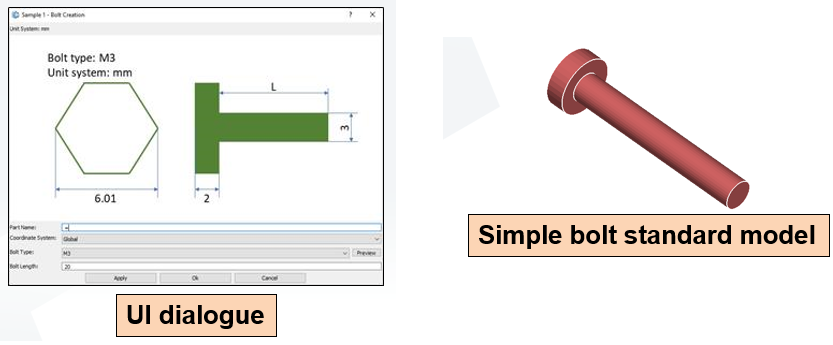 Sample 1 - Bolt Creation
Unit System: mm
Bolt type: M3
Unit system: mm
L
3
6.01
2
Part Name:
Coordinate System: Global
Bolt Type: M3 Preview
Bolt Length: 20
Apply Ok Cancel
UI dialogue
Simple bolt standard model